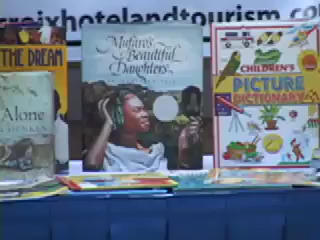 croixhotelandtourism.co
THE DREAM
Mufaro's
Beautiful
Daughters
Alone
CHILDREN'S
PICTURE
DICTIONARY